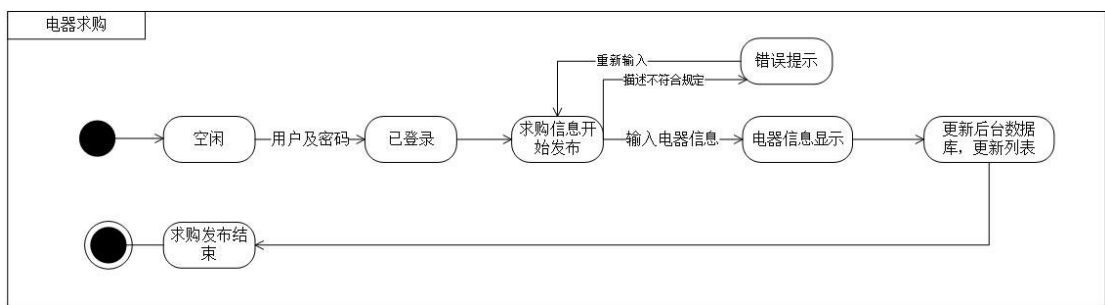 电器求购
重新输入
错误提示
描述不符合规定
空闲
用户及密码
已登录
求购信息开
始发布
输入电器信息
电器信息显示
更新后台数据
库，更新列表
求购发布结
束